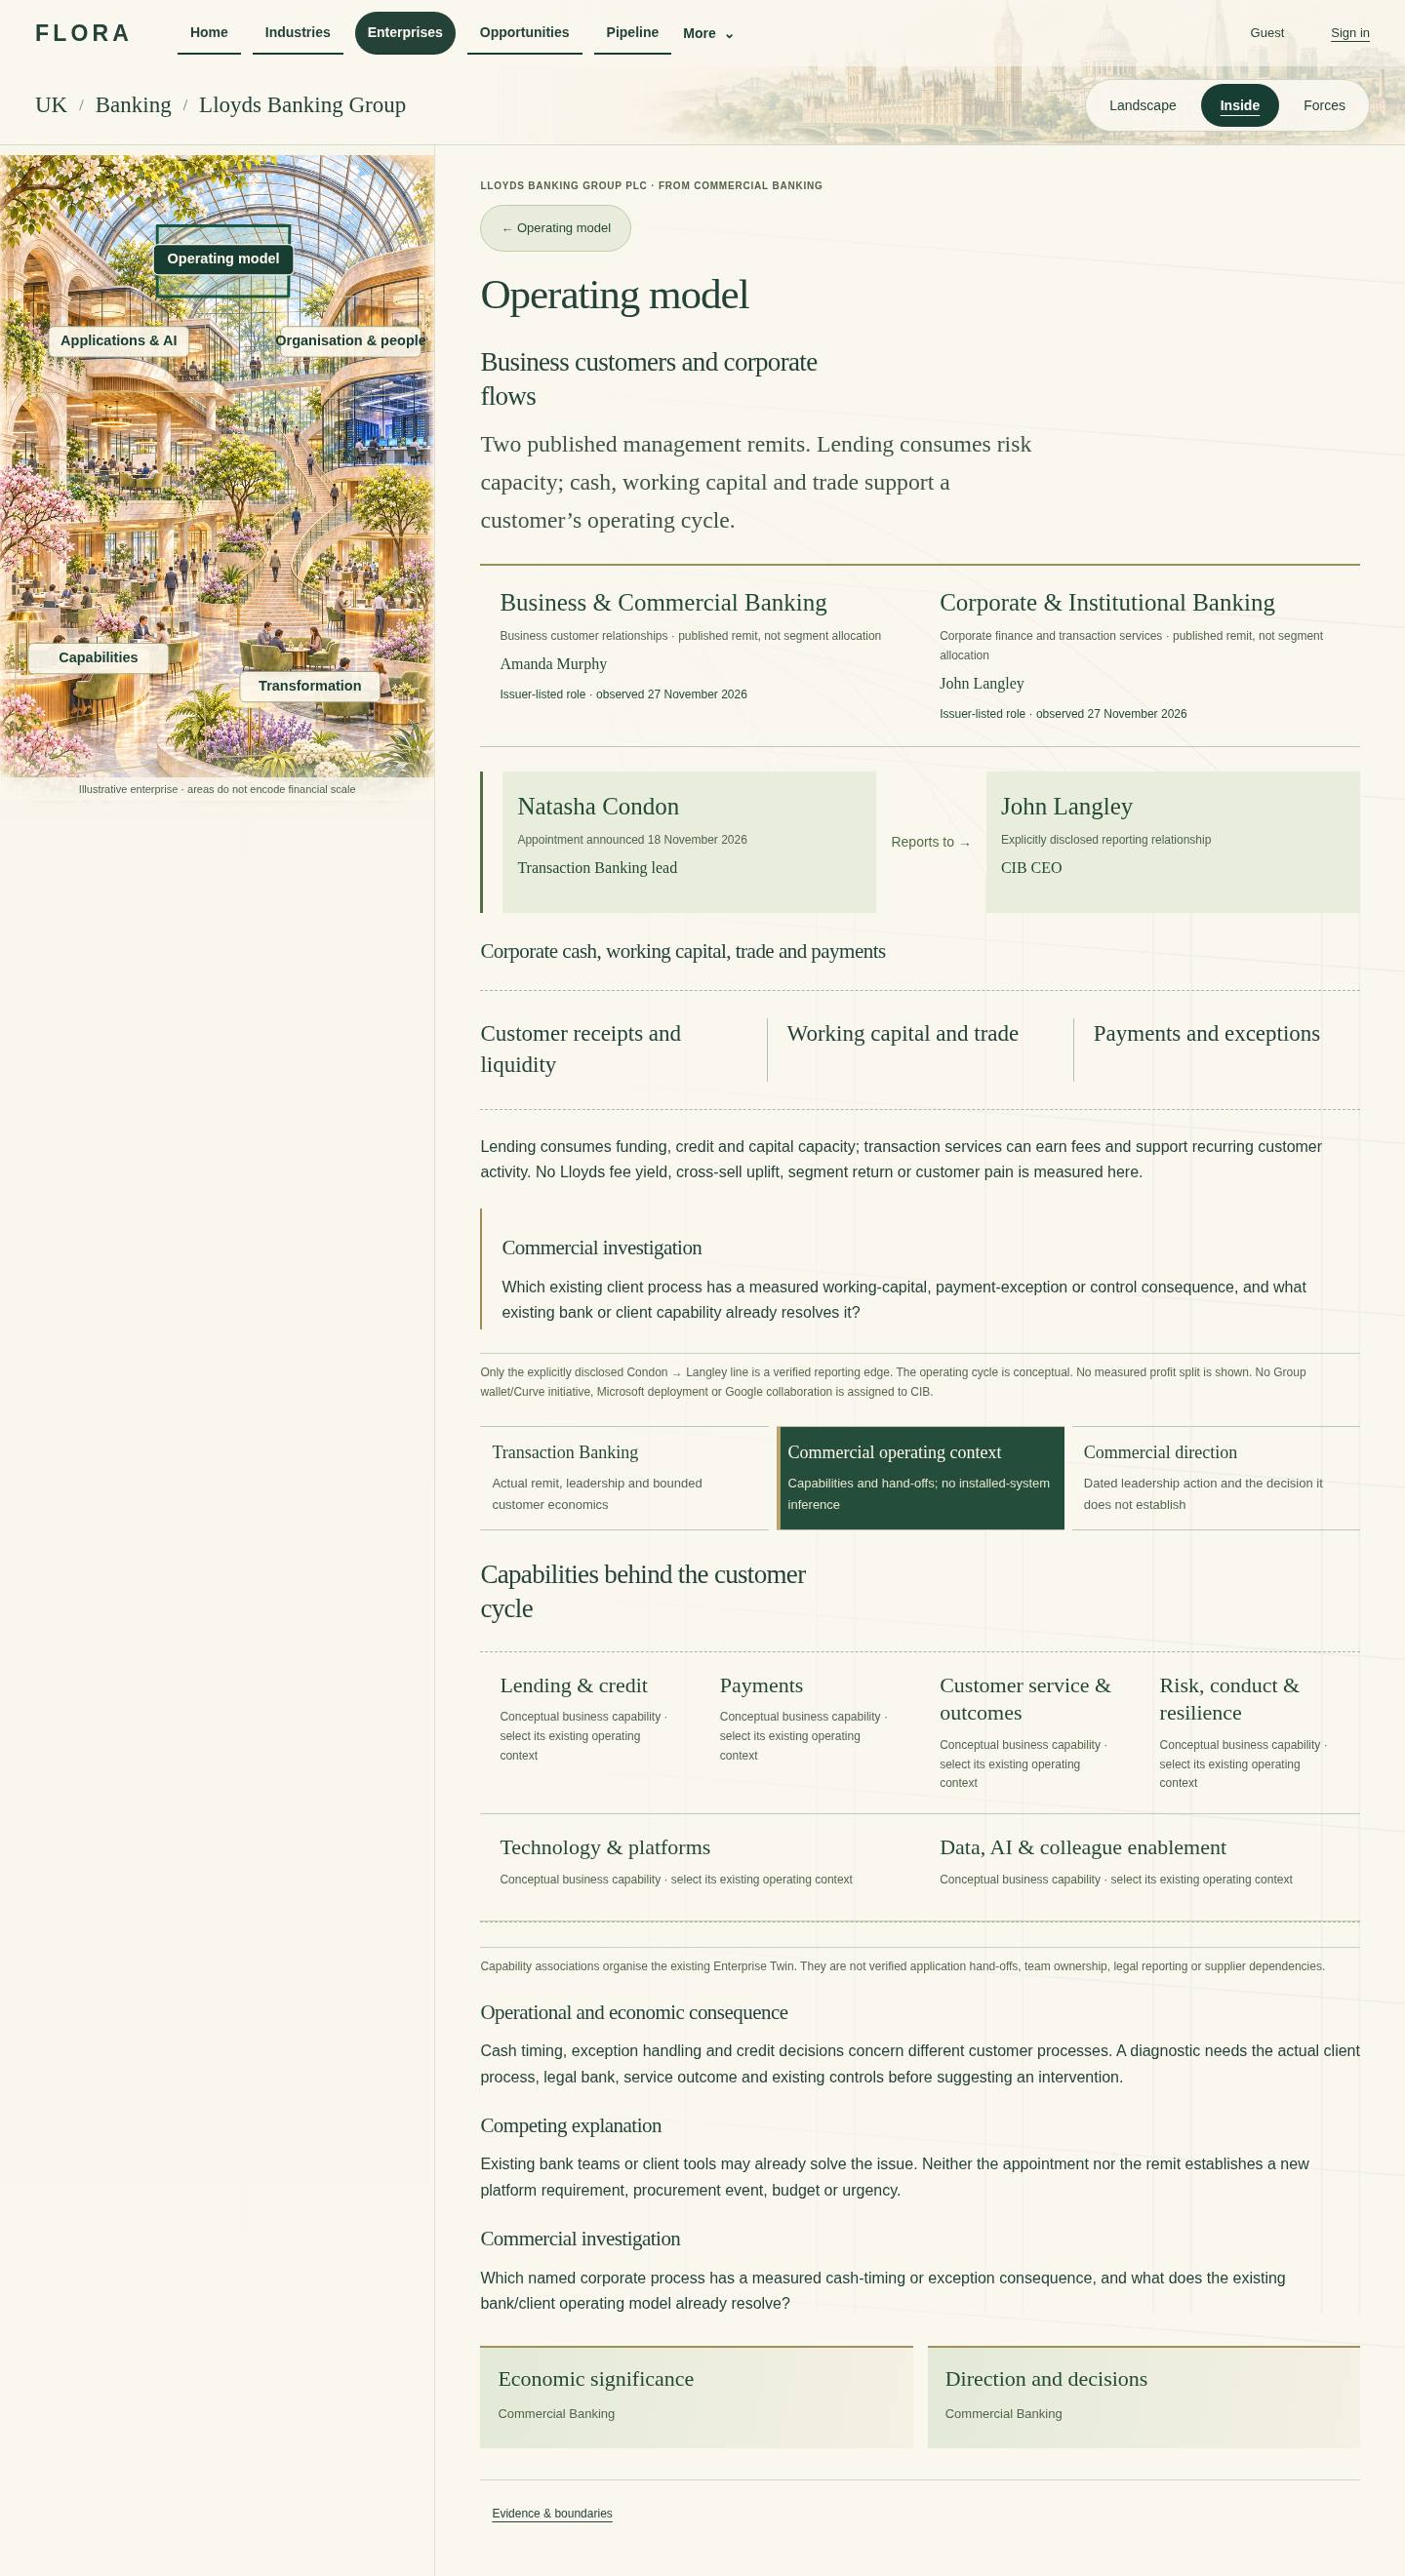 FLORA
Home
Industries
Enterprises
Opportunities
Pipeline
More ⌄
Guest
Sign in
UK / Banking / Lloyds Banking Group
Landscape
Inside
Forces
Operating model
Applications & AI
Organisation & people
Capabilities
Transformation
Illustrative enterprise · areas do not encode financial scale
LLOYDS BANKING GROUP PLC · FROM COMMERCIAL BANKING
← Operating model
Operating model
Business customers and corporate
flows
Two published management remits. Lending consumes risk
capacity; cash, working capital and trade support a
customer’s operating cycle.
Business & Commercial Banking
Business customer relationships · published remit, not segment allocation
Amanda Murphy
Issuer-listed role · observed 27 November 2026
Corporate & Institutional Banking
Corporate finance and transaction services · published remit, not segment
allocation
John Langley
Issuer-listed role · observed 27 November 2026
Natasha Condon
Appointment announced 18 November 2026
Transaction Banking lead
Reports to →
John Langley
Explicitly disclosed reporting relationship
CIB CEO
Corporate cash, working capital, trade and payments
Customer receipts and
liquidity
Working capital and trade
Payments and exceptions
Lending consumes funding, credit and capital capacity; transaction services can earn fees and support recurring customer
activity. No Lloyds fee yield, cross-sell uplift, segment return or customer pain is measured here.
Commercial investigation
Which existing client process has a measured working-capital, payment-exception or control consequence, and what
existing bank or client capability already resolves it?
Only the explicitly disclosed Condon → Langley line is a verified reporting edge. The operating cycle is conceptual. No measured profit split is shown. No Group
wallet/Curve initiative, Microsoft deployment or Google collaboration is assigned to CIB.
Transaction Banking
Actual remit, leadership and bounded
customer economics
Commercial operating context
Capabilities and hand-offs; no installed-system
inference
Commercial direction
Dated leadership action and the decision it
does not establish
Capabilities behind the customer
cycle
Lending & credit
Conceptual business capability ·
select its existing operating
context
Payments
Conceptual business capability ·
select its existing operating
context
Customer service &
outcomes
Conceptual business capability ·
select its existing operating
context
Risk, conduct &
resilience
Conceptual business capability ·
select its existing operating
context
Technology & platforms
Conceptual business capability · select its existing operating context
Data, AI & colleague enablement
Conceptual business capability · select its existing operating context
Capability associations organise the existing Enterprise Twin. They are not verified application hand-offs, team ownership, legal reporting or supplier dependencies.
Operational and economic consequence
Cash timing, exception handling and credit decisions concern different customer processes. A diagnostic needs the actual client
process, legal bank, service outcome and existing controls before suggesting an intervention.
Competing explanation
Existing bank teams or client tools may already solve the issue. Neither the appointment nor the remit establishes a new
platform requirement, procurement event, budget or urgency.
Commercial investigation
Which named corporate process has a measured cash-timing or exception consequence, and what does the existing
bank/client operating model already resolve?
Economic significance
Commercial Banking
Direction and decisions
Commercial Banking
Evidence & boundaries